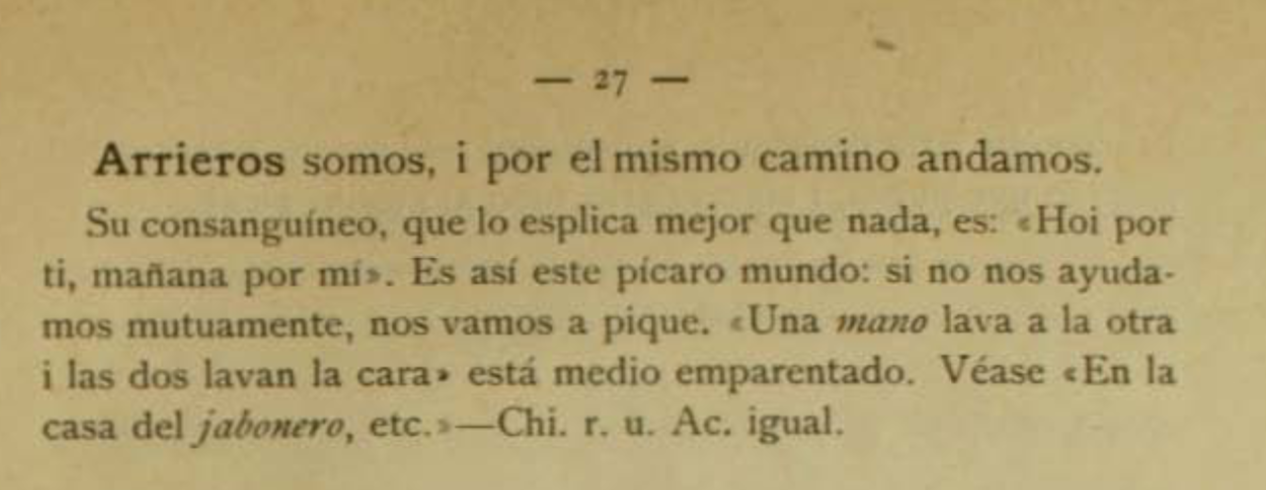 — 27 —
Arrieros somos, i por el mismo camino andamos.
Su consanguíneo, que lo esplica mejor que nada, es: «Hoi por
ti, mañana por mí». Es así este pícaro mundo: si no nos ayuda-
mos mutuamente, nos vamos a pique. «Una mano lava a la otra
i las dos lavan la cara» está medio emparentado. Véase «En la
casa del jabonero, etc.»—Chi. r. u. Ac. igual.